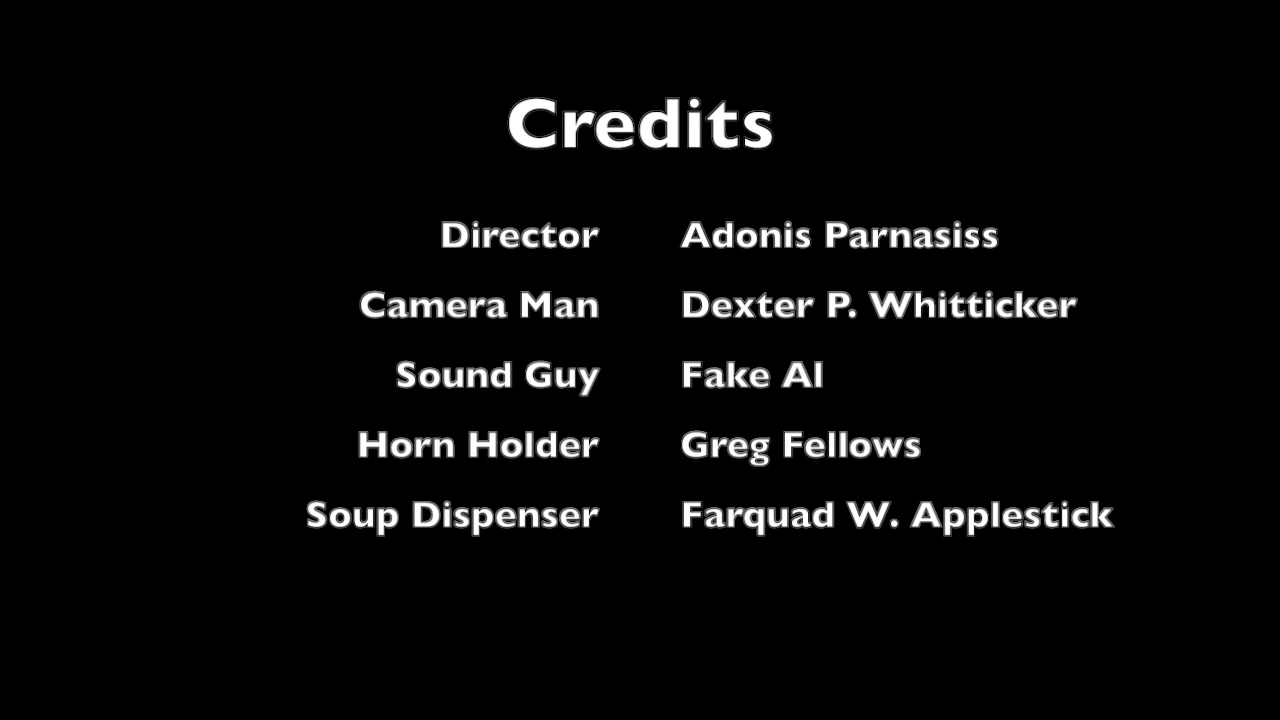 Credits
Director Adonis Parnasiss
Camera Man Dexter P. Whitticker
Sound Guy Fake Al
Horn Holder Greg Fellows
Soup Dispenser Farquad W. Applestick